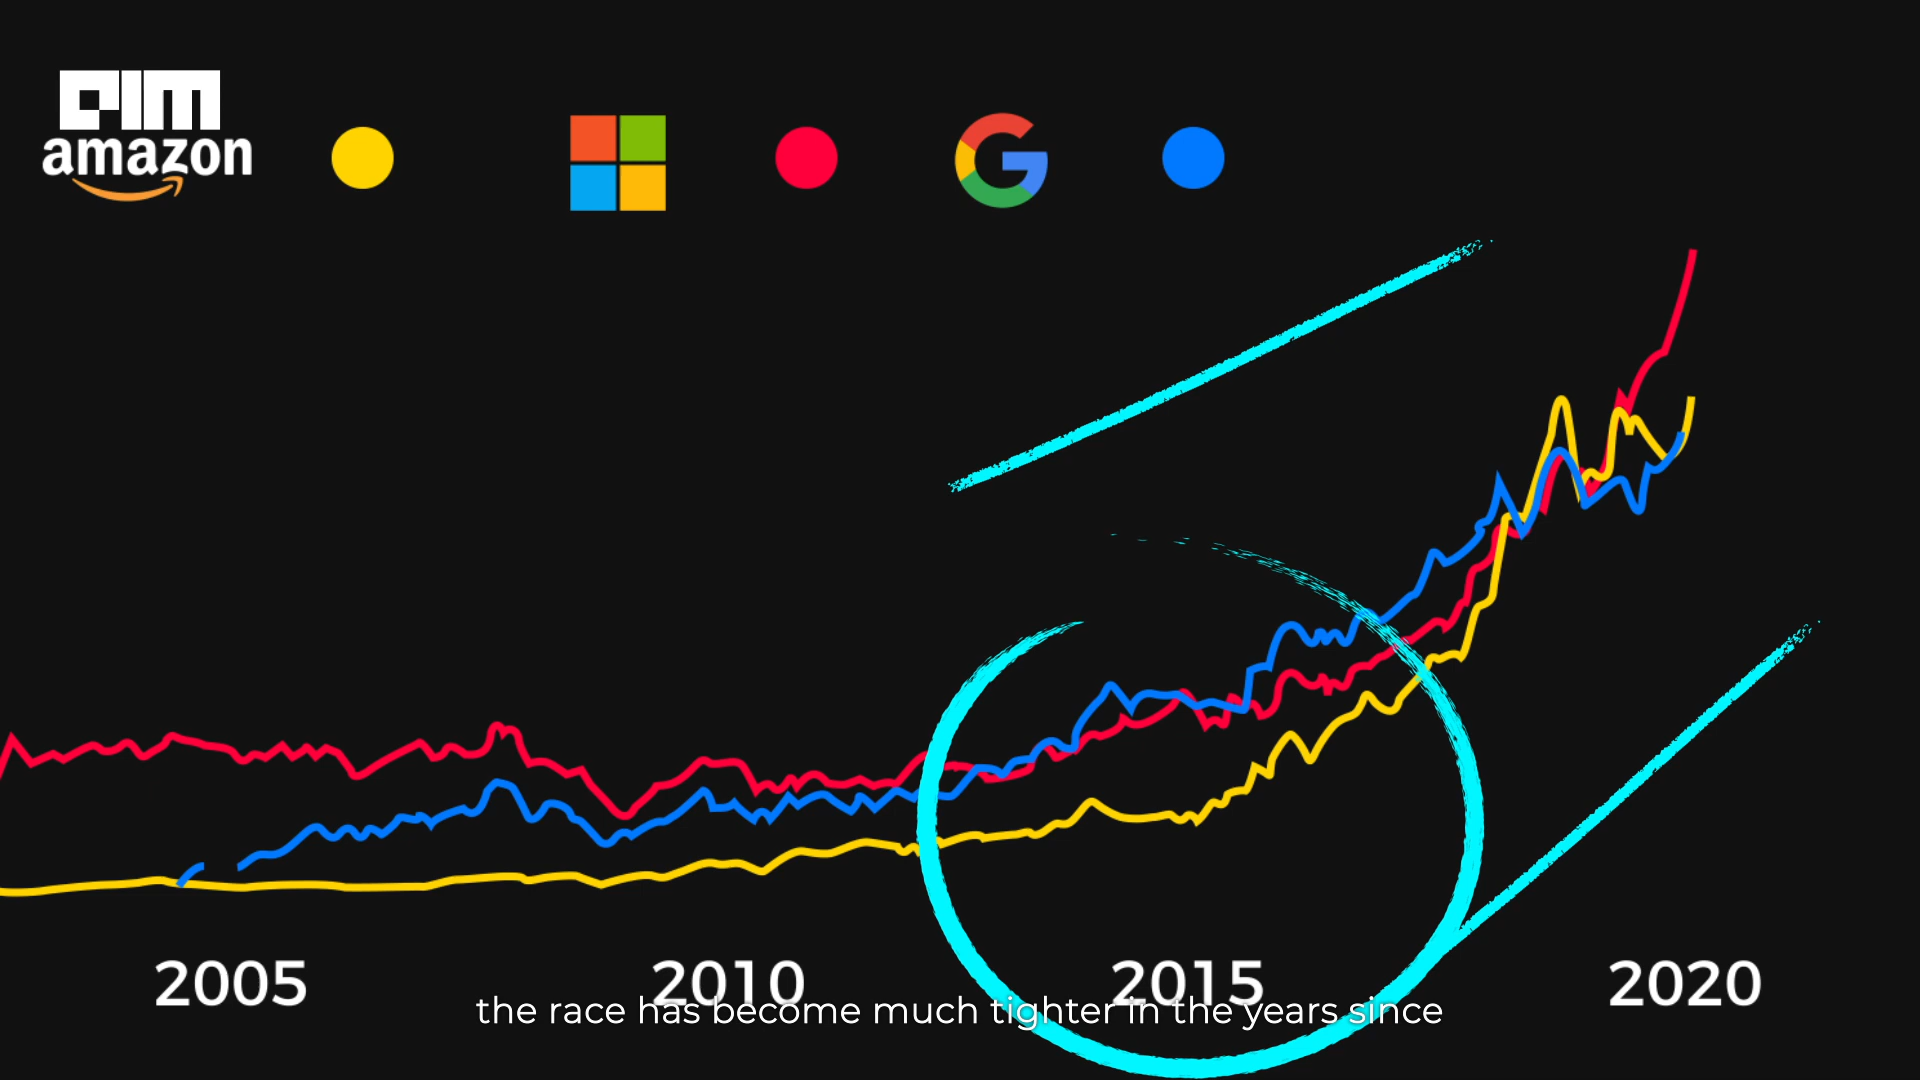 aim
amazon
2005 2010 2015 2020
the race has become much tighter in the years since